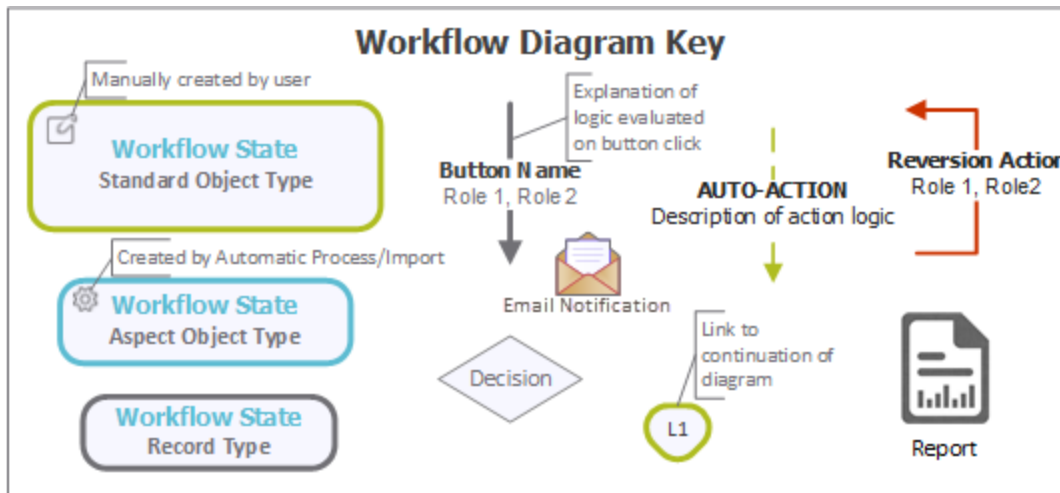 Workflow Diagram Key
Manually created by user
Workflow State
Standard Object Type
Created by Automatic Process/Import
Workflow State
Aspect Object Type
Workflow State
Record Type
Explanation of
logic evaluated
on button click
Button Name
Role 1, Role 2
Email Notification
Decision
AUTO-ACTION
Description of action logic
Link to
continuation of
diagram
L1
Reversion Action
Role 1, Role2
Report